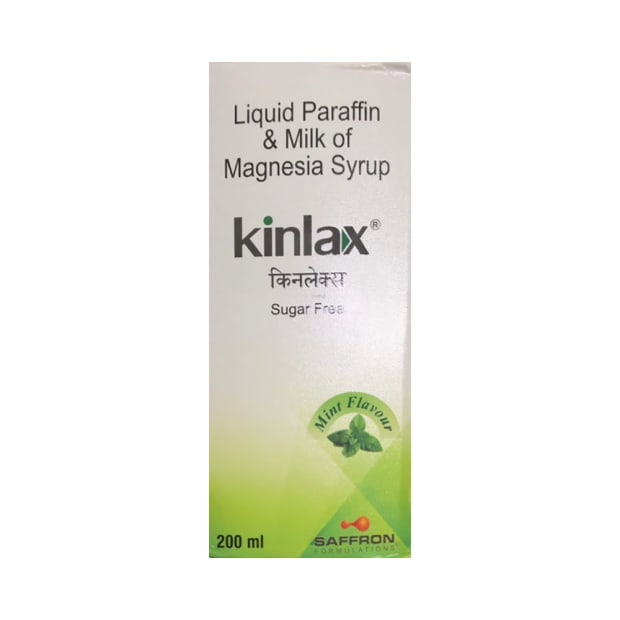 Liquid Paraffin
& Milk of
Magnesia Syrup
kinlax®
किनलेक्स
Sugar Free
Mint Flavour
200 ml
SAFFRON
FORMULATIONS